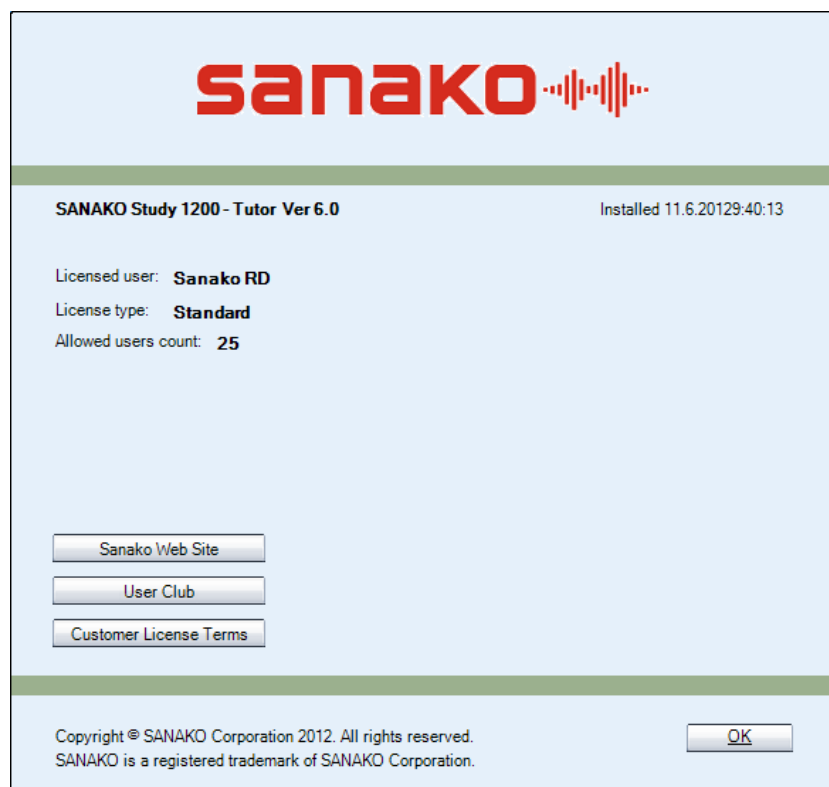 sanako
SANAKO Study 1200 - Tutor Ver 6.0
Installed 11.6.20129:40:13
Licensed user: Sanako RD
License type: Standard
Allowed users count: 25
Sanako Web Site
User Club
Customer License Terms
Copyright © SANAKO Corporation 2012. All rights reserved.
SANAKO is a registered trademark of SANAKO Corporation.
OK